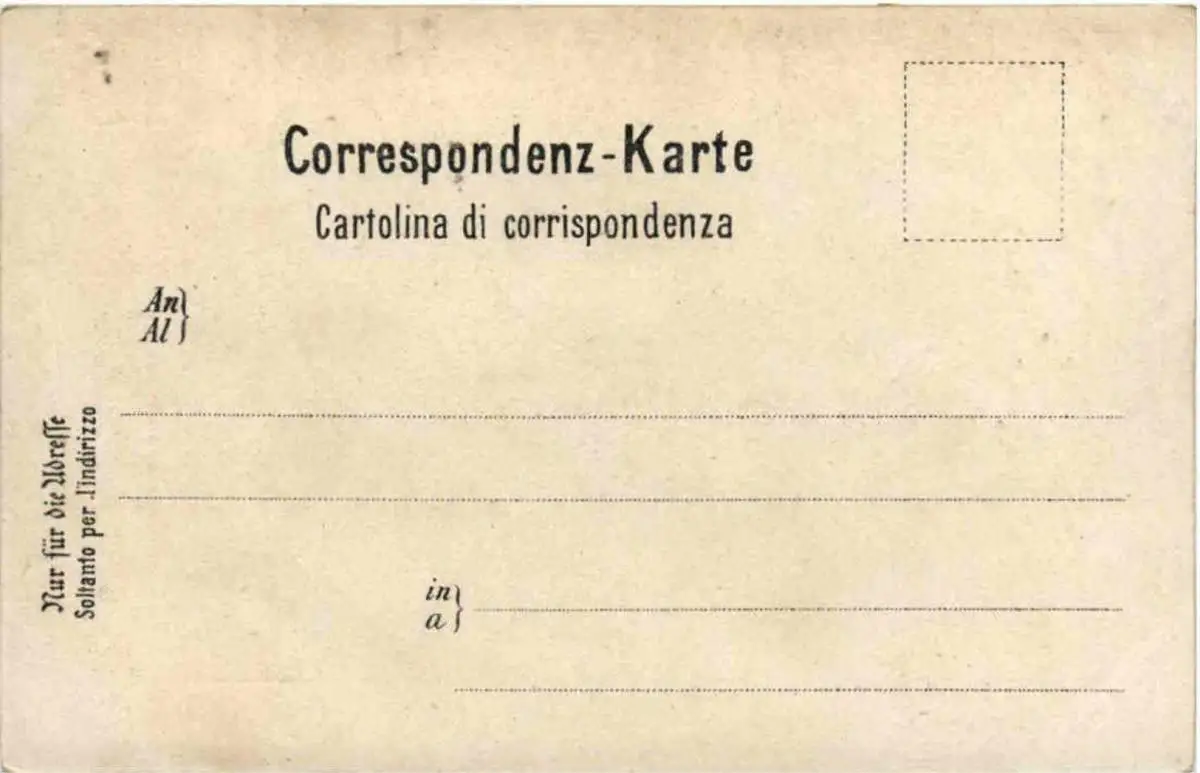 Correspondenz-Karte
Cartolina di corrispondenza
An
Al
Nur für die Adresse
Soltanto per l'indirizzo
in
a